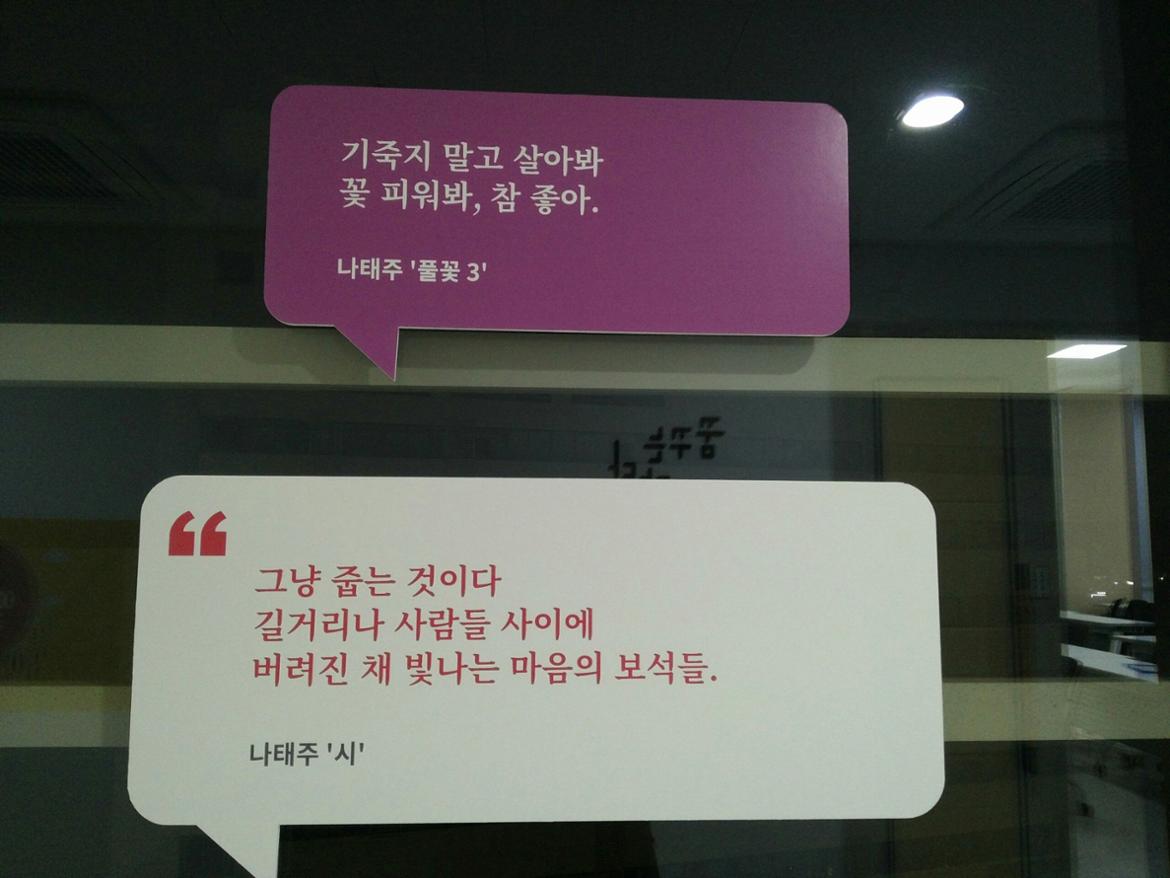 기죽지 말고 살아봐
꽃 피워봐, 참 좋아.
나태주 '풀꽃 3'
“
그냥 줍는 것이다
길거리나 사람들 사이에
버려진 채 빛나는 마음의 보석들.
나태주 '시'